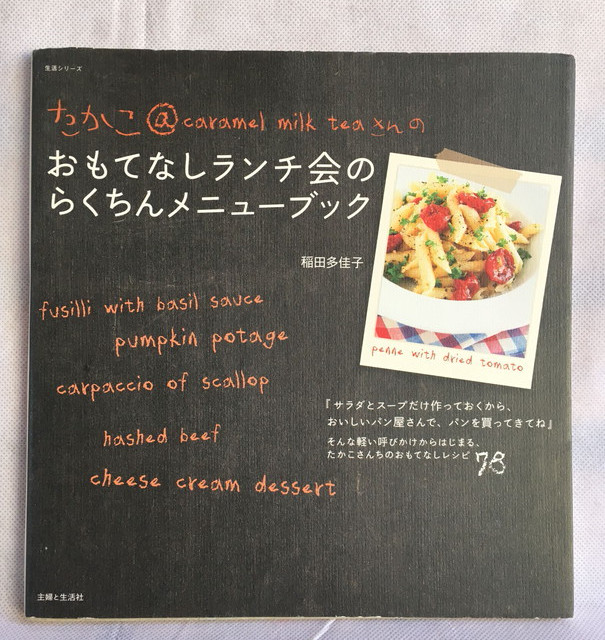 生活シリーズ
たかこ@caramel milk teaさんの
おもてなしランチ会の
らくちんメニューブック
稲田多佳子
penne with dried tomato
fusilli with basil sauce
pumpkin potage
carpaccio of scallop
hashed beef
cheese cream dessert
『サラダとスープだけ作っておくから、
おいしいパン屋さんで、パンを買ってきてね』
そんな軽い呼びかけからはじまる、
たかこさんちのおもてなしレシピ78
主婦と生活社